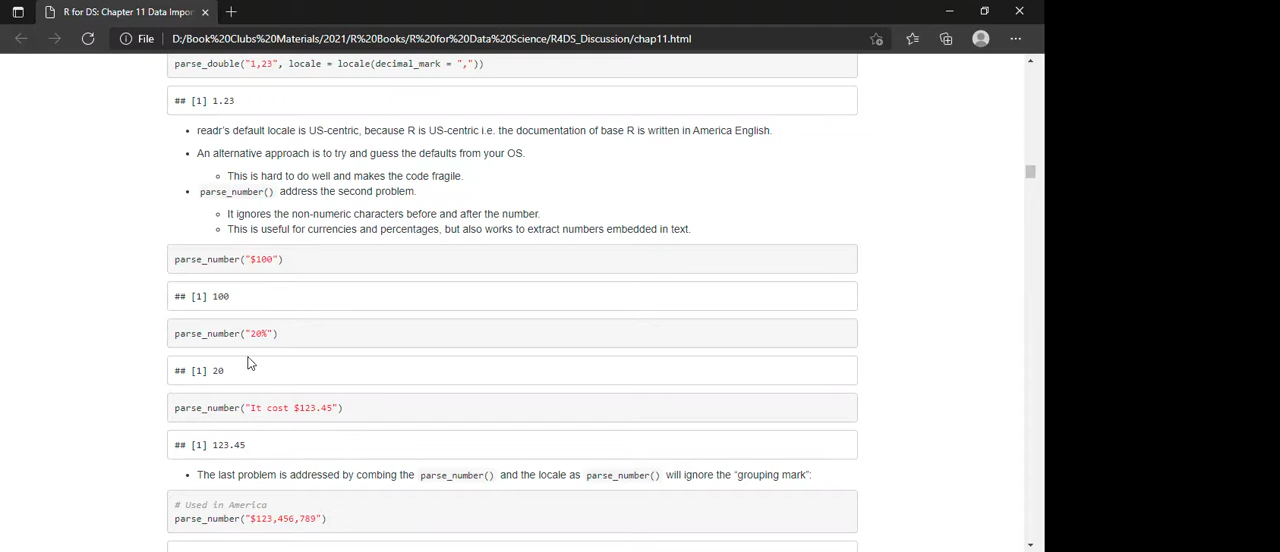 R for DS: Chapter 11 Data Impor
File
D:/Book%20Clubs%20Materials/2021/R%20Books/R%20for%20Data%20Science/R4DS_Discussion/chap11.html
parse_double("1,23", locale = locale(decimal_mark = ","))
## [1] 1.23
• readr's default locale is US-centric, because R is US-centric i.e. the documentation of base R is written in America English.
• An alternative approach is to try and guess the defaults from your OS.
◦ This is hard to do well and makes the code fragile.
• parse_number() address the second problem.
◦ It ignores the non-numeric characters before and after the number.
◦ This is useful for currencies and percentages, but also works to extract numbers embedded in text.
parse_number("$100")
## [1] 100
parse_number("20%")
## [1] 20
parse_number("It cost $123.45")
## [1] 123.45
• The last problem is addressed by combing the parse_number() and the locale as parse_number() will ignore the “grouping mark”:
# Used in America
parse_number("$123,456,789")